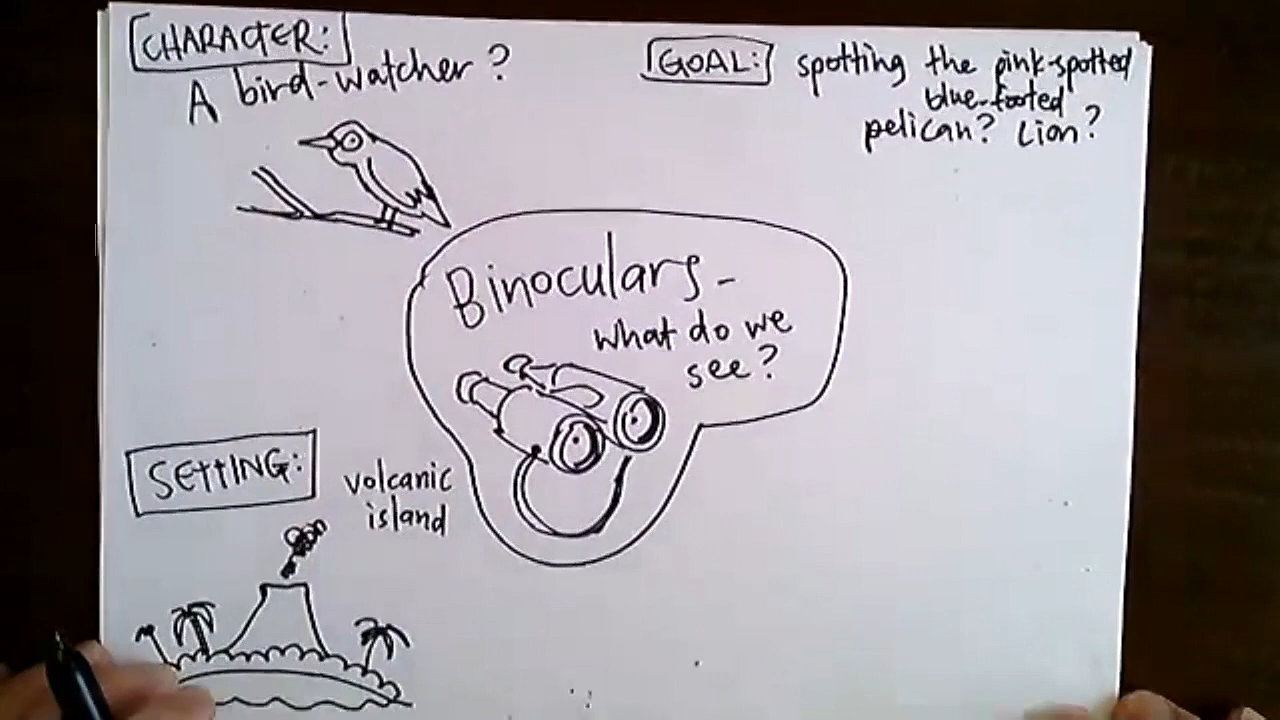 CHARACTER:
A bird-watcher?
GOAL: spotting the pink-spotted
blue-footed
pelican? Lion?
Binoculars-
what do we
see?
SETTING:
volcanic
island